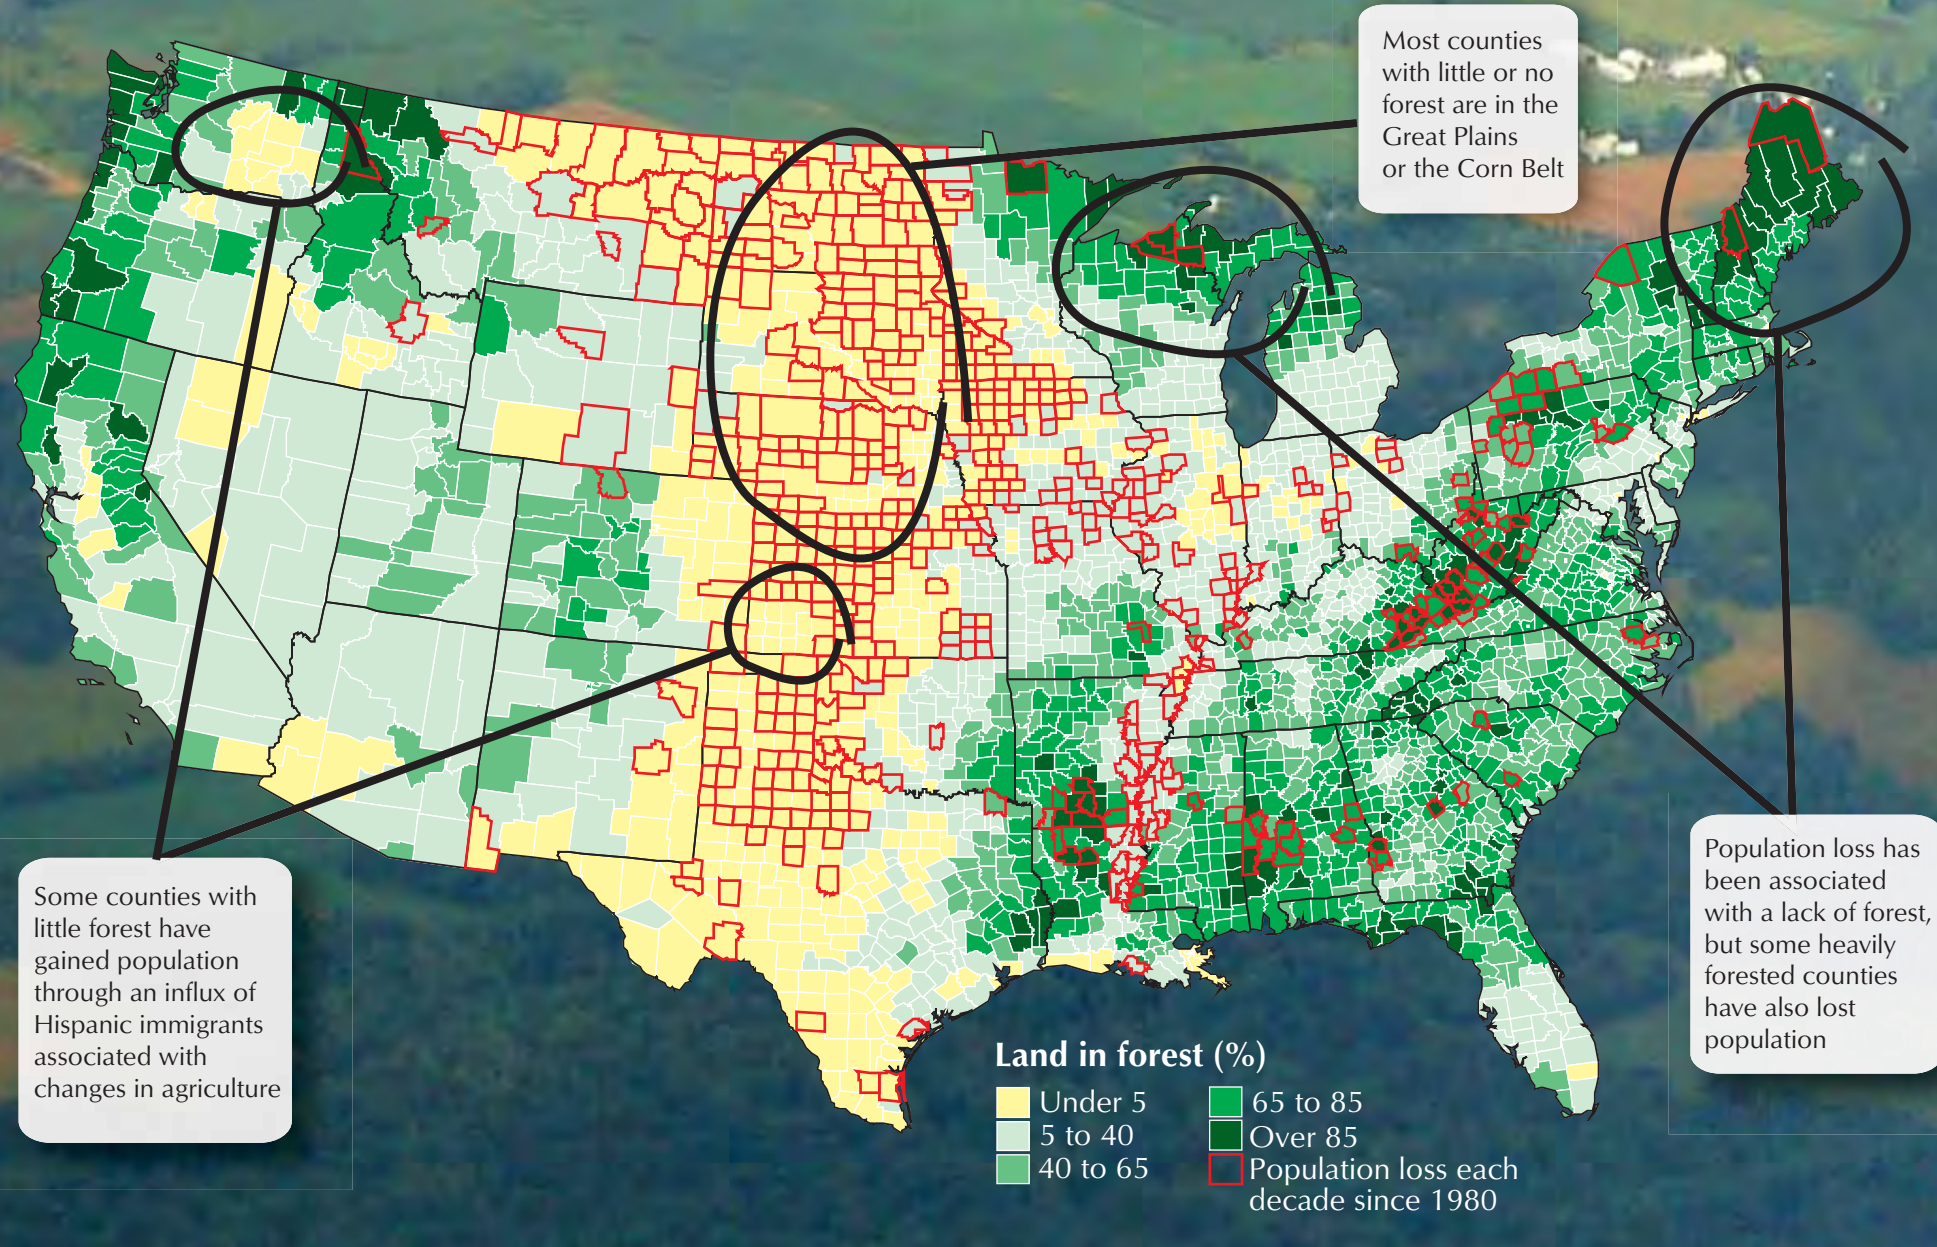 Most counties
with little or no
forest are in the
Great Plains
or the Corn Belt
Some counties with
little forest have
gained population
through an influx of
Hispanic immigrants
associated with
changes in agriculture
Population loss has
been associated
with a lack of forest,
but some heavily
forested counties
have also lost
population
Land in forest (%)
Under 5
5 to 40
40 to 65
65 to 85
Over 85
Population loss each
decade since 1980